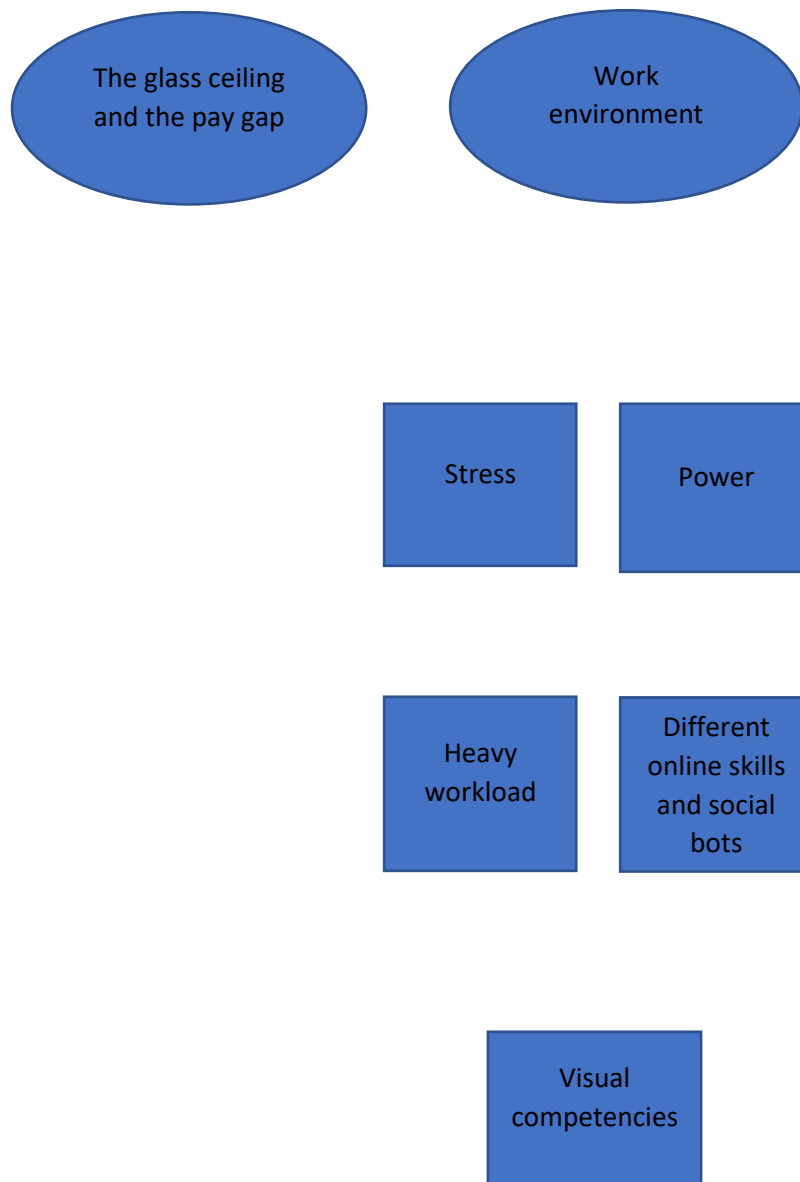 The glass ceiling
and the pay gap
Work
environment
Stress
Power
Heavy
workload
Different
online skills
and social
bots
Visual
competencies